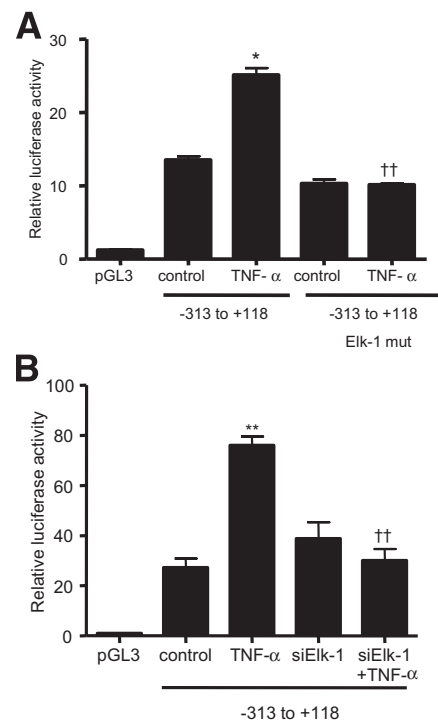 A
Relative luciferase activity
30
20
10
0
*
††
pGL3 control TNF- α control TNF- α
-313 to +118 -313 to +118
Elk-1 mut
B
Relative luciferase activity
100
80
60
40
20
0
**
††
pGL3 control TNF-α siElk-1 siElk-1
+TNF-α
-313 to +118